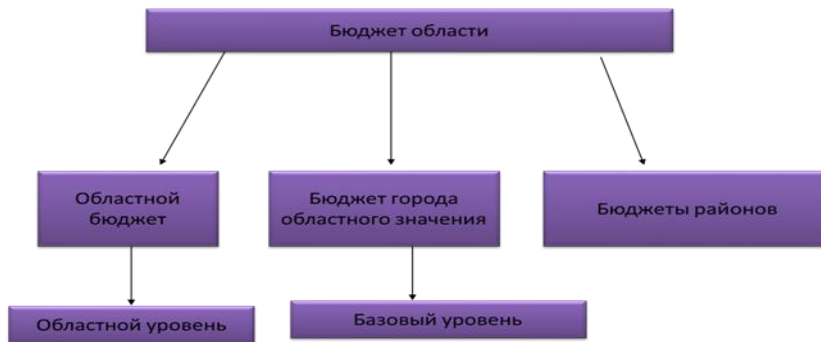 Бюджет области
Областной
бюджет
Бюджет города
областного значения
Бюджеты районов
Областной уровень
Базовый уровень